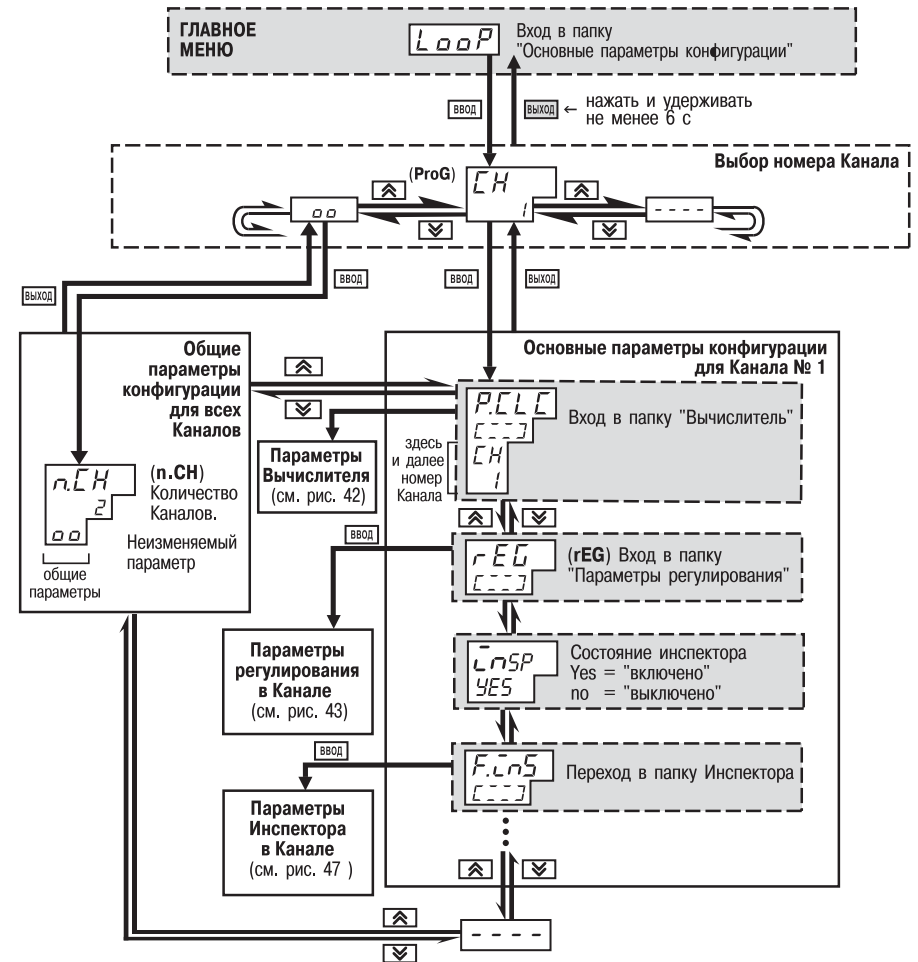 ГЛАВНОЕ
МЕНЮ
LooP
Вход в папку
"Основные параметры конфигурации"
ВВОД
ВЫХОД
← нажать и удерживать
не менее 6 с
Выбор номера Канала
(ProG)
CH
1
oo
- - - -
ВЫХОД
ВВОД
ВВОД
ВЫХОД
Общие
параметры
конфигурации
для всех
Каналов
n.CH
2
oo
(n.CH)
Количество
Каналов.
Неизменяемый
параметр
общие
параметры
Основные параметры конфигурации
для Канала № 1
P.CLC
[---]
CH
1
Вход в папку "Вычислитель"
здесь
и далее
номер
Канала
Параметры
Вычислителя
(см. рис. 42)
ВВОД
rEG
[---]
(rEG) Вход в папку
"Параметры регулирования"
Параметры
регулирования
в Канале
(см. рис. 43)
inSP
YES
Состояние инспектора
Yes = "включено"
no = "выключено"
ВВОД
F.inS
[---]
Переход в папку Инспектора
Параметры
Инспектора
в Канале
(см. рис. 47 )
- - - -